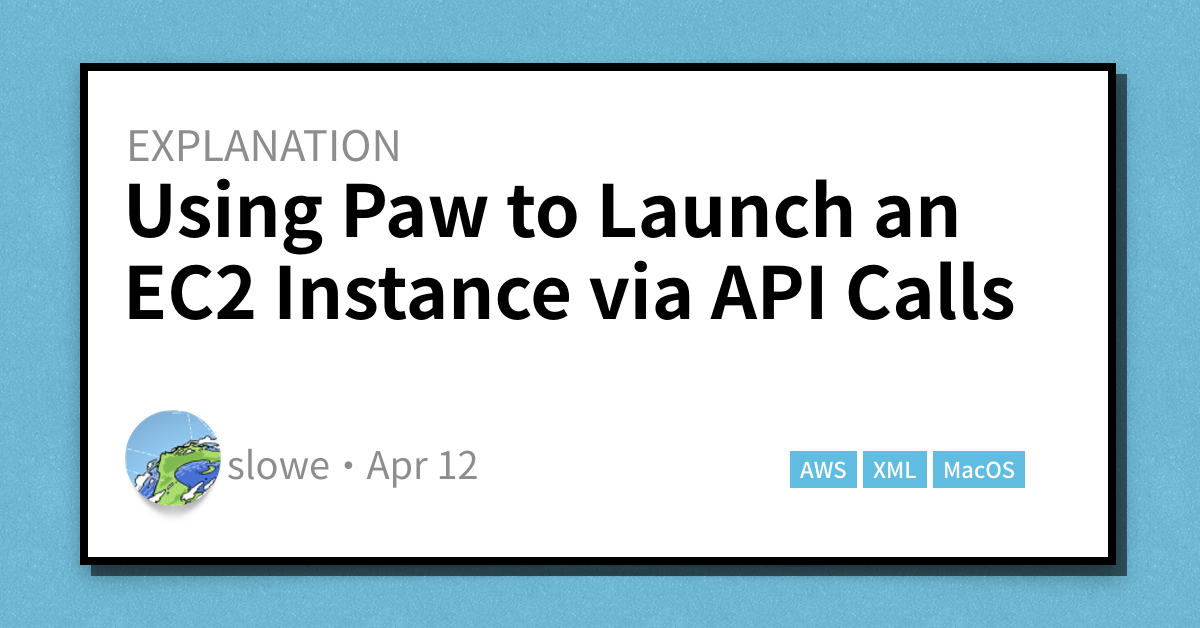 EXPLANATION
Using Paw to Launch an
EC2 Instance via API Calls
slowe • Apr 12
AWS XML MacOS